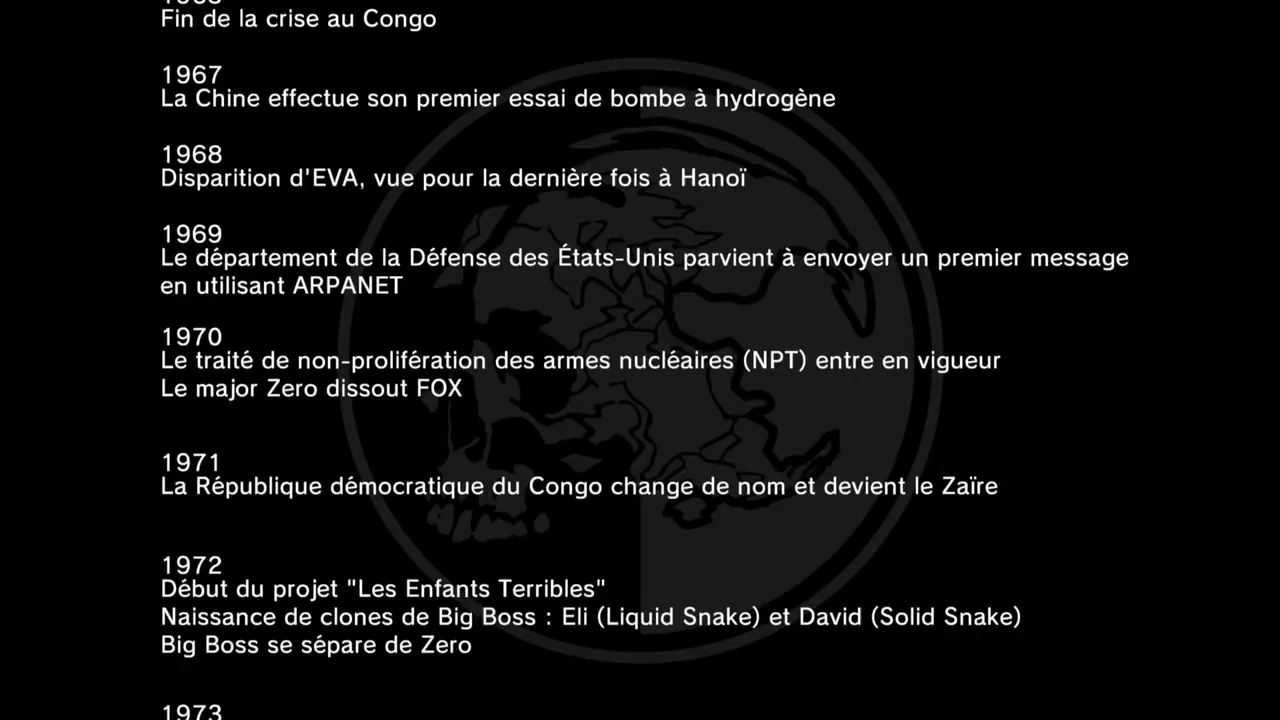 Fin de la crise au Congo
1967
La Chine effectue son premier essai de bombe à hydrogène
1968
Disparition d'EVA, vue pour la dernière fois à Hanoï
1969
Le département de la Défense des États-Unis parvient à envoyer un premier message
en utilisant ARPANET
1970
Le traité de non-prolifération des armes nucléaires (NPT) entre en vigueur
Le major Zero dissout FOX
1971
La République démocratique du Congo change de nom et devient le Zaïre
1972
Début du projet "Les Enfants Terribles"
Naissance de clones de Big Boss : Eli (Liquid Snake) et David (Solid Snake)
Big Boss se sépare de Zero
1973